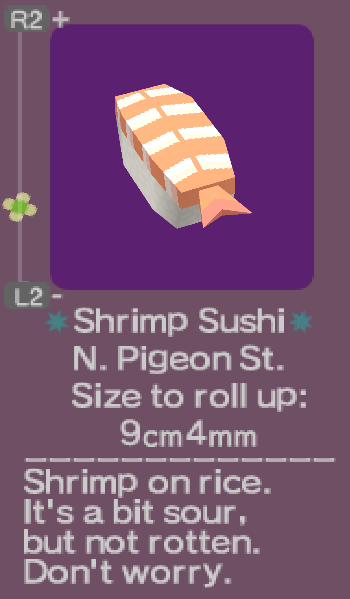 R2 +
L2 -
Shrimp Sushi
N. Pigeon St.
Size to roll up:
9cm4mm
Shrimp on rice.
It's a bit sour,
but not rotten.
Don't worry.